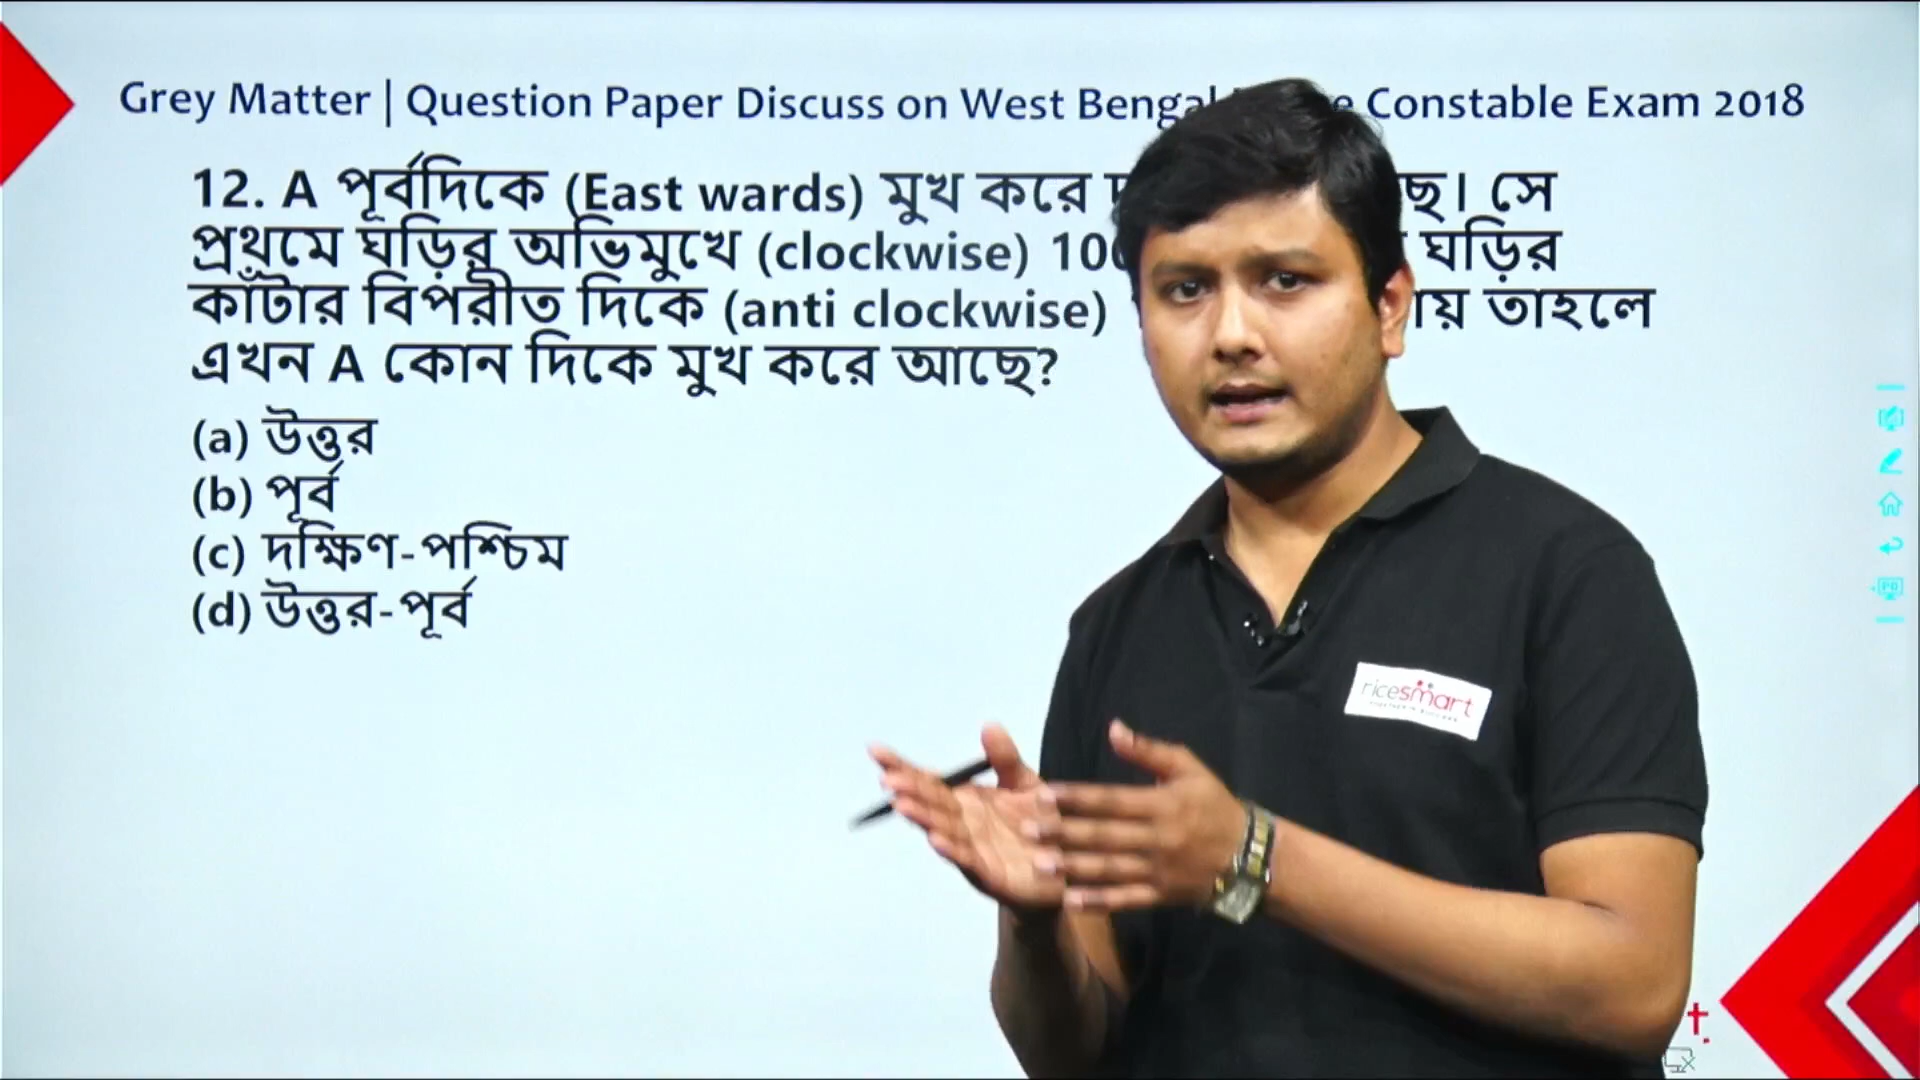 Grey Matter | Question Paper Discuss on West Bengal Constable Exam 2018
12. A পূর্বদিকে (East wards) মুখ করে সে
প্রথমে ঘড়ির অভিমুখে (clockwise) ঘড়ির
কাঁটার বিপরীত দিকে (anti clockwise) তাহলে
এখন A কোন দিকে মুখ করে আছে?
(a) উত্তর
(b) পূর্ব
(c) দক্ষিণ-পশ্চিম
(d) উত্তর-পূর্ব
ricesmart